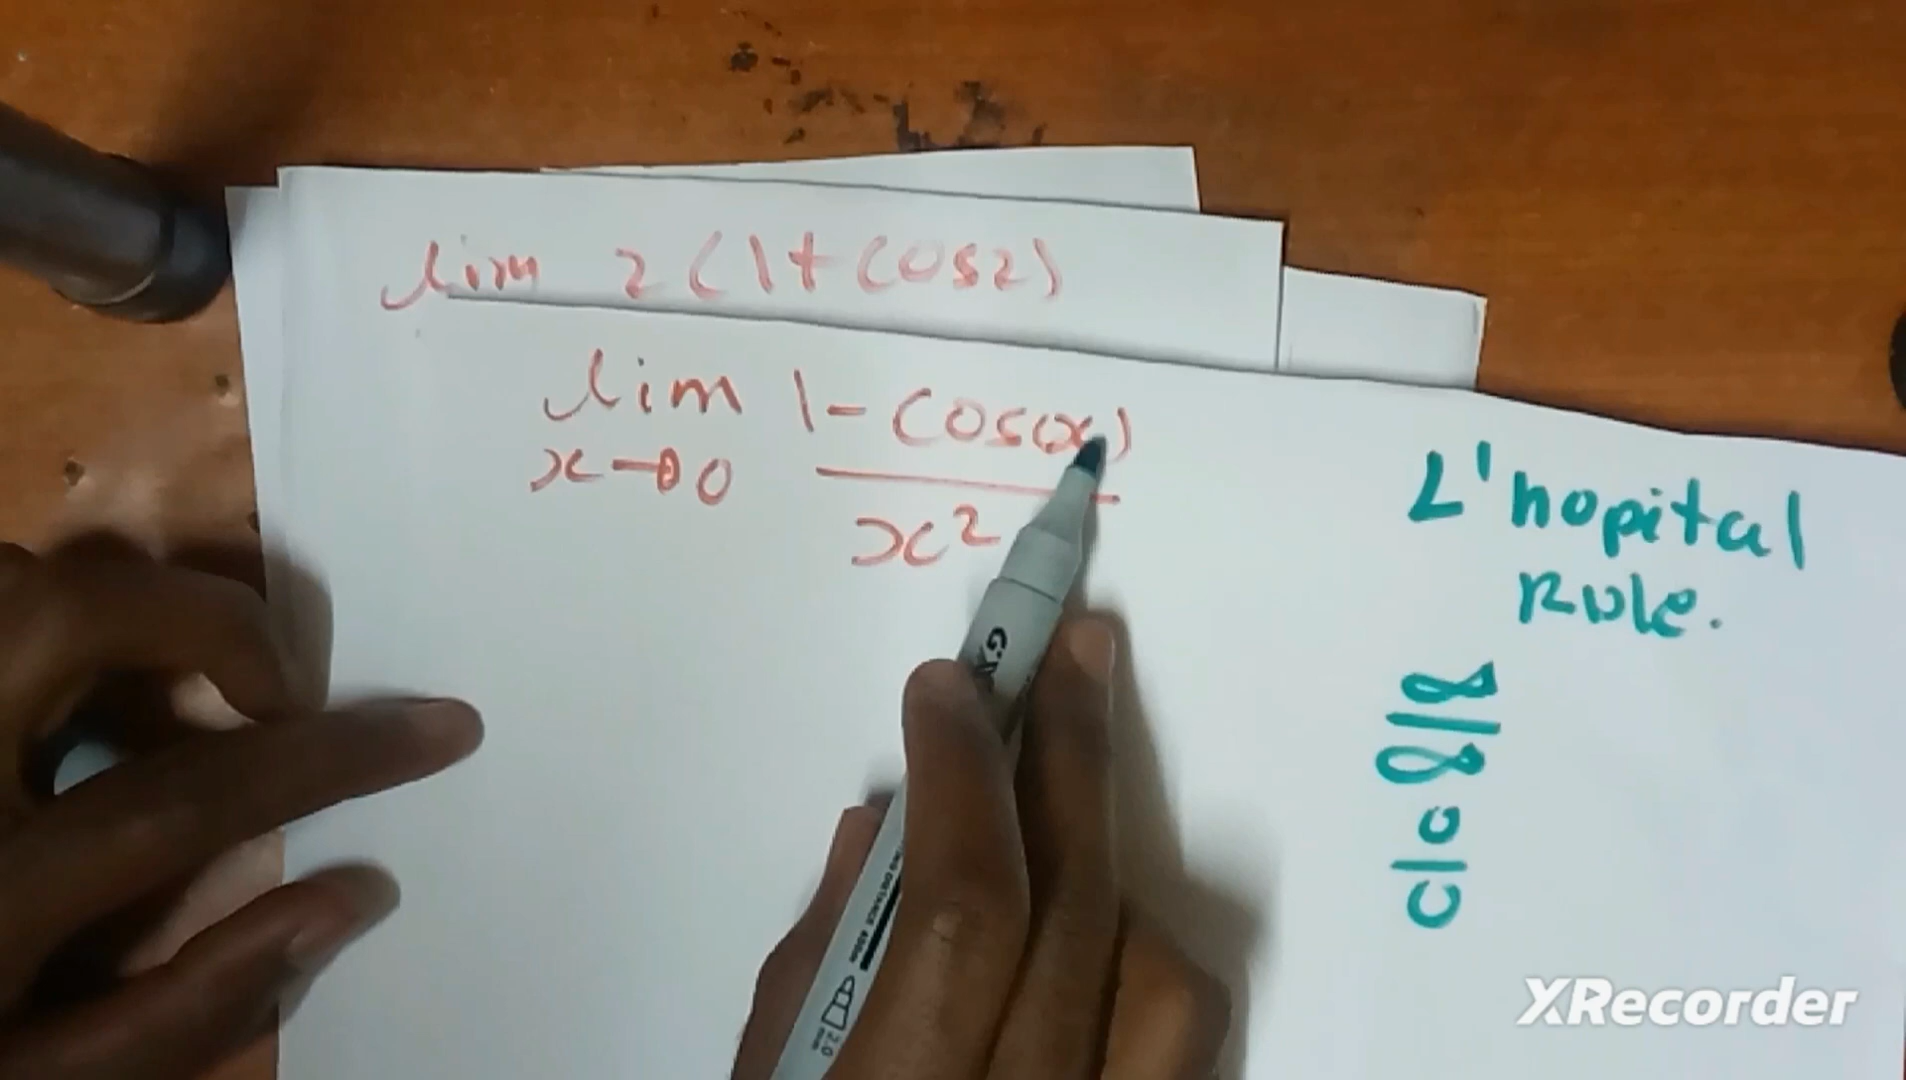 lim 2(1+cos2)
lim 1-cos(x)
x→0 x²
L'hopital
Rule.
0/0
∞/∞
XRecorder